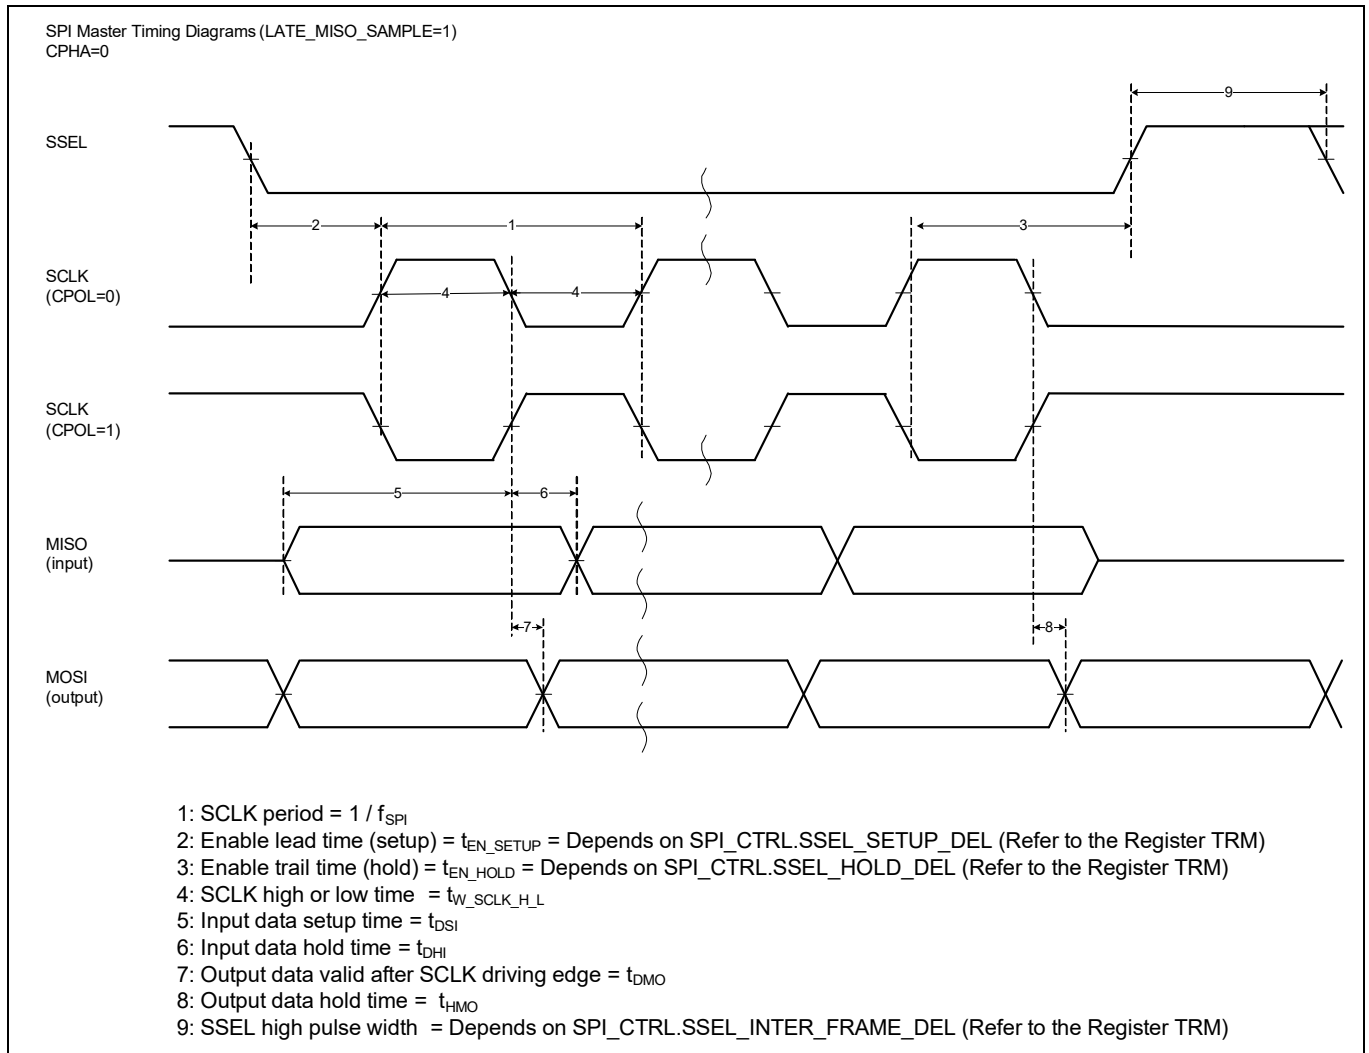 SPI Master Timing Diagrams (LATE_MISO_SAMPLE=1)
CPHA=0
9
SSEL
2
1
3
SCLK
(CPOL=0)
4
4
SCLK
(CPOL=1)
5
6
MISO
(input)
7
8
MOSI
(output)
1: SCLK period = 1 / fSPI
2: Enable lead time (setup) = tEN_SETUP = Depends on SPI_CTRL.SSEL_SETUP_DEL (Refer to the Register TRM)
3: Enable trail time (hold) = tEN_HOLD = Depends on SPI_CTRL.SSEL_HOLD_DEL (Refer to the Register TRM)
4: SCLK high or low time = tW_SCLK_H_L
5: Input data setup time = tDSI
6: Input data hold time = tDHI
7: Output data valid after SCLK driving edge = tDMO
8: Output data hold time = tHMO
9: SSEL high pulse width = Depends on SPI_CTRL.SSEL_INTER_FRAME_DEL (Refer to the Register TRM)